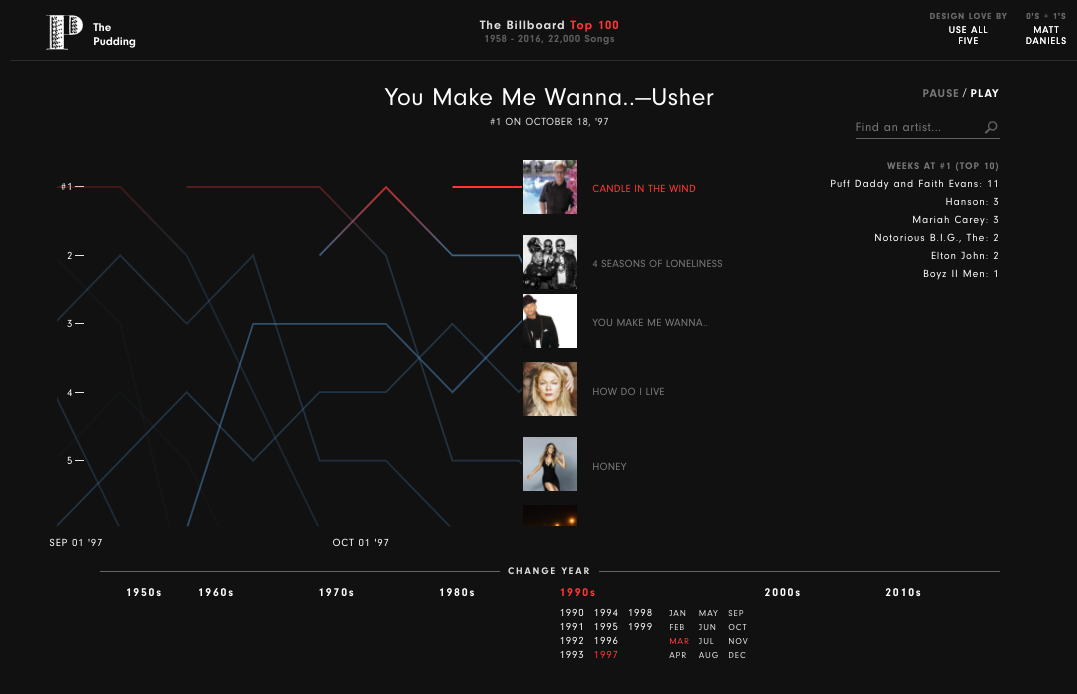 The
Pudding
The Billboard Top 100
1958 - 2016, 22,000 Songs
DESIGN LOVE BY
USE ALL
FIVE
0'S + 1'S
MATT
DANIELS
You Make Me Wanna..—Usher
#1 ON OCTOBER 18, '97
PAUSE / PLAY
Find an artist...
WEEKS AT #1 (TOP 10)
Puff Daddy and Faith Evans: 11
Hanson: 3
Mariah Carey: 3
Notorious B.I.G., The: 2
Elton John: 2
Boyz II Men: 1
#1
2
3
4
5
CANDLE IN THE WIND
4 SEASONS OF LONELINESS
YOU MAKE ME WANNA..
HOW DO I LIVE
HONEY
SEP 01 '97
OCT 01 '97
CHANGE YEAR
1950s 1960s 1970s 1980s 1990s 2000s 2010s
1990 1994 1998 JAN MAY SEP
1991 1995 1999 FEB JUN OCT
1992 1996 MAR JUL NOV
1993 1997 APR AUG DEC